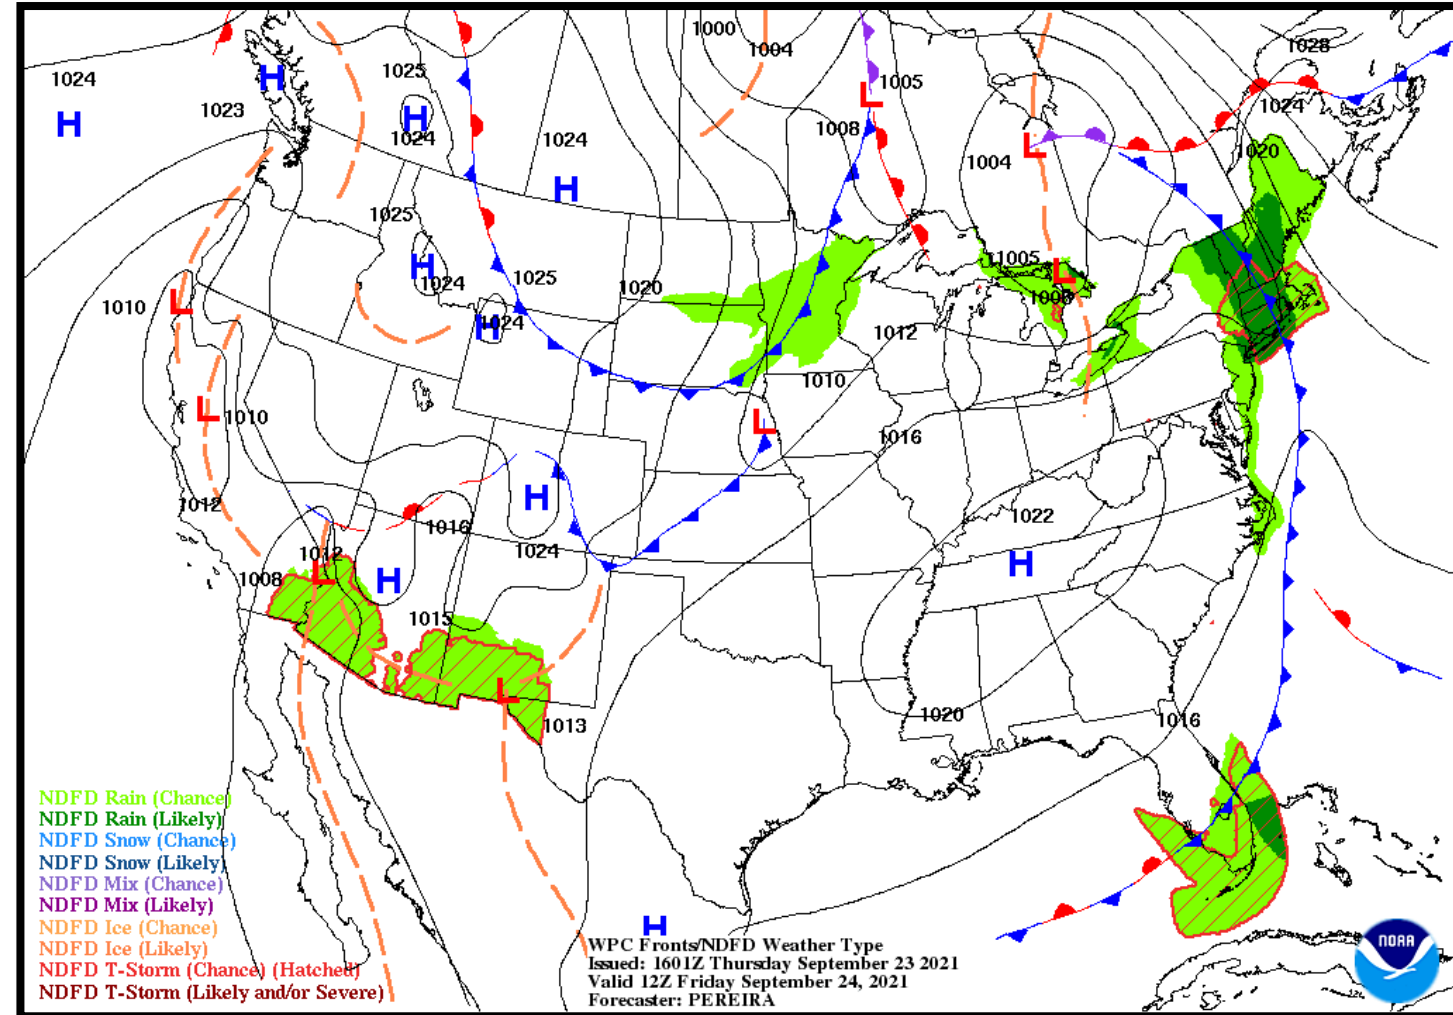 1000
1028
1004
1024
1025
1005
1023
1024
1008
1024
1024
1004
1020
1025
1005
1025
1024
1020
1006
1010
1024
1012
1010
1010
1016
1012
1016
1022
1012
1024
1008
1015
1020
1016
1013
H
H
H
H
H
H
H
H
H
H
L
L
L
L
L
L
L
L
NDFD Rain (Chance)
NDFD Rain (Likely)
NDFD Snow (Chance)
NDFD Snow (Likely)
NDFD Mix (Chance)
NDFD Mix (Likely)
NDFD Ice (Chance)
NDFD Ice (Likely)
NDFD T-Storm (Chance) (Hatched)
NDFD T-Storm (Likely and/or Severe)
WPC Fronts/NDFD Weather Type
Issued: 1601Z Thursday September 23 2021
Valid 12Z Friday September 24, 2021
Forecaster: PEREIRA
NOAA